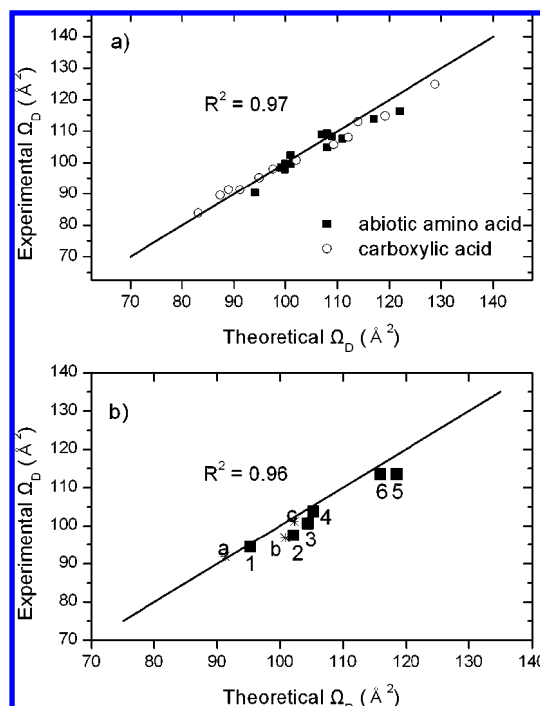 a)
R² = 0.97
abiotic amino acid
carboxylic acid
Experimental Ω_D (Å²)
140
130
120
110
100
90
80
70
70 80 90 100 110 120 130 140
Theoretical Ω_D (Å²)
b)
R² = 0.96
Experimental Ω_D (Å²)
140
130
120
110
100
90
80
70
6 5
c 4
3
a b 2
1
70 80 90 100 110 120 130 140
Theoretical Ω_D (Å²)